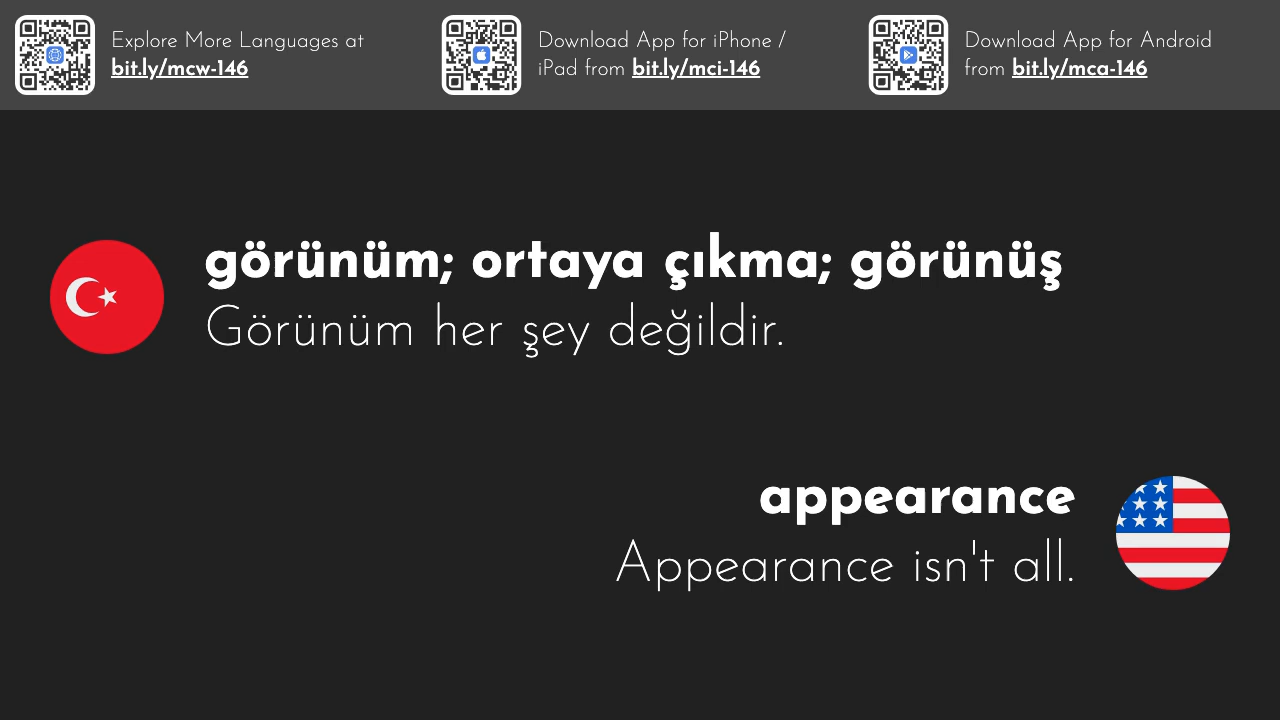 Explore More Languages at
bit.ly/mcw-146
Download App for iPhone /
iPad from bit.ly/mci-146
Download App for Android
from bit.ly/mca-146
görünüm; ortaya çıkma; görünüş
Görünüm her şey değildir.
appearance
Appearance isn't all.